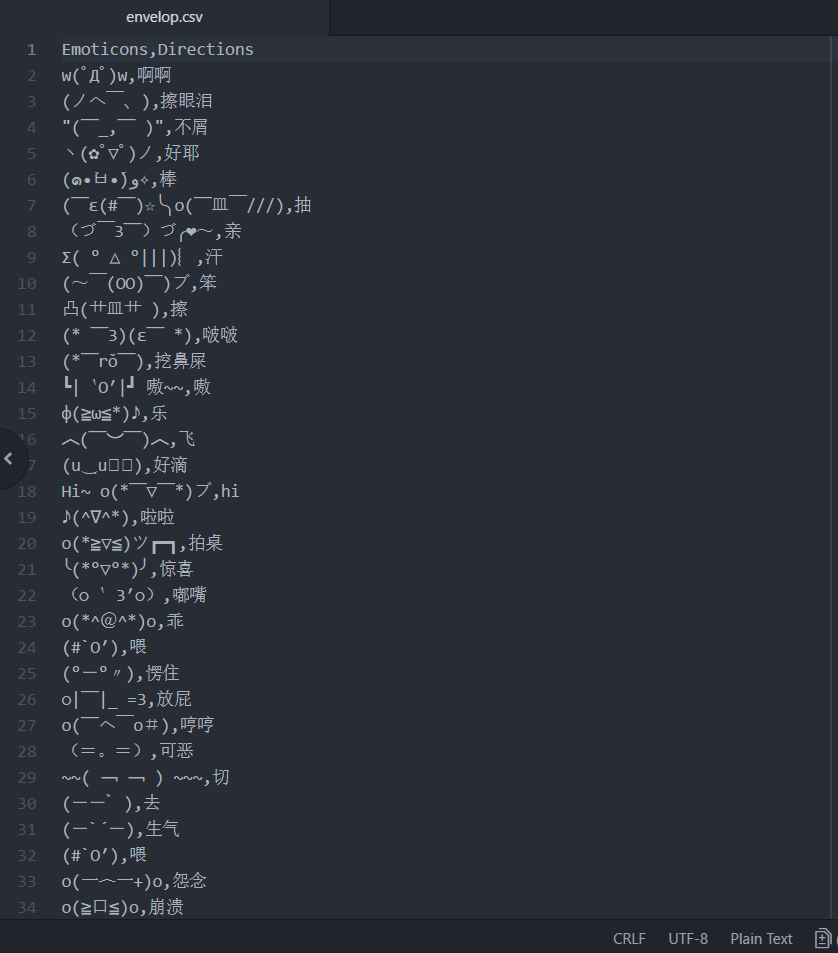 envelop.csv
1 Emoticons,Directions
2 w(ﾟДﾟ)w,啊啊
3 (ノへ￣、),擦眼泪
4 "(￣_,￣ )",不屑
5 ヽ(✿ﾟ▽ﾟ)ノ,好耶
6 (๑•̀ㅂ•́)و✧,棒
7 (￣ε(#￣)☆╰╮o(￣皿￣///),抽
8 （づ￣3￣）づ╭❤～,亲
9 Σ( ° △ °|||)︴,汗
10 (～￣(OO)￣)ブ,笨
11 凸(艹皿艹 ),擦
12 (* ￣3)(ε￣ *),啵啵
13 (*￣rǒ￣),挖鼻屎
14 ┗|｀O′|┛ 嗷~~,嗷
15 φ(≧ω≦*)♪,乐
16 ︿(￣︶￣)︿,飞
17 (u‿ฺu✿ฺ),好滴
18 Hi~ o(*￣▽￣*)ブ,hi
19 ♪(^∇^*),啦啦
20 o(*≧▽≦)ツ┏━┓,拍桌
21 ╰(*°▽°*)╯,惊喜
22 （o｀3′o）,嘟嘴
23 o(*^＠^*)o,乖
24 (#`O′),喂
25 (°ー°〃),愣住
26 o|￣|_ =3,放屁
27 o(￣ヘ￣o＃),哼哼
28 （＝。＝）,可恶
29 ~~( ﹁ ﹁ ) ~~~,切
30 (ーー゛),去
31 (ー`´ー),生气
32 (#`O′),喂
33 o(一︿一+)o,怨念
34 o(≧口≦)o,崩溃
CRLF UTF-8 Plain Text